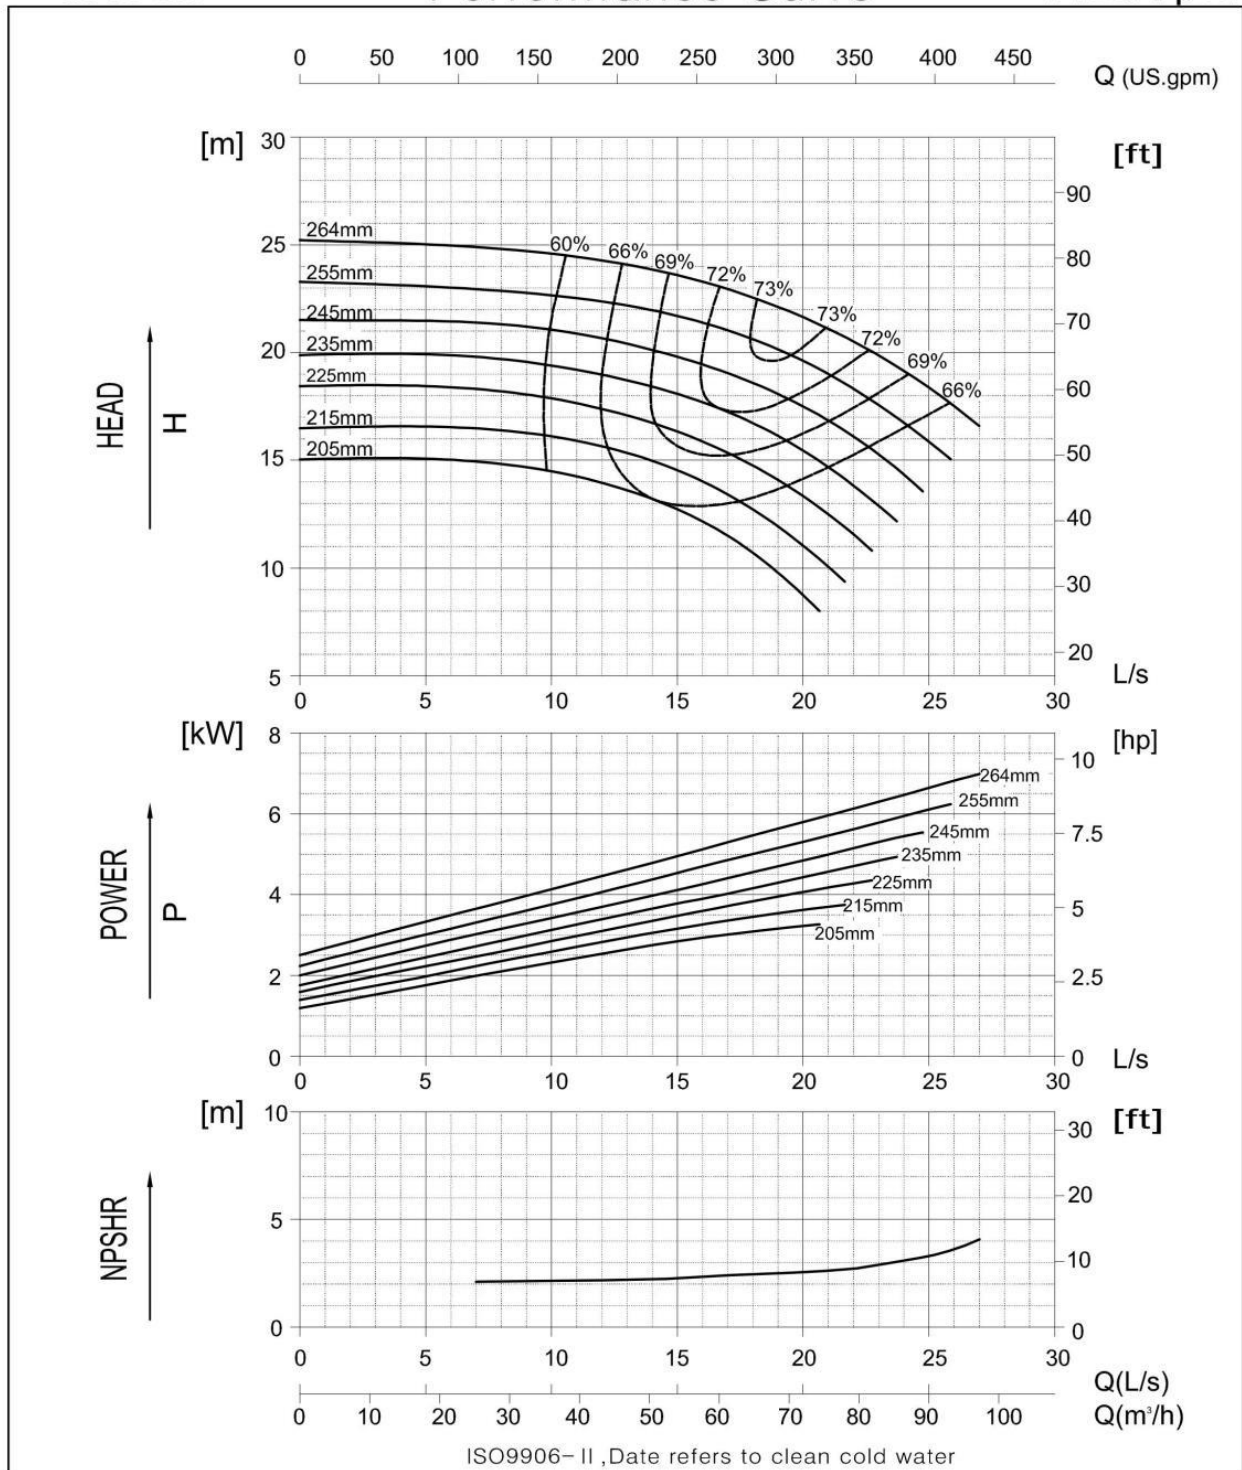 0 50 100 150 200 250 300 350 400 450
Q (US.gpm)
[m] 30
[ft]
90
264mm
25
60% 66% 69% 72% 73%
80
255mm
73%
245mm
70
72%
235mm
20
69%
225mm
60
66%
215mm
205mm
15
50
40
10
30
20
5
L/s
0 5 10 15 20 25 30
HEAD
H
[kW] 8
[hp]
10
264mm
255mm
6
7.5
245mm
235mm
225mm
4
5
215mm
205mm
2
2.5
0
0 L/s
0 5 10 15 20 25 30
POWER
P
[m] 10
30 [ft]
20
5
10
0
0
0 5 10 15 20 25 30
NPSHR
Q(L/s)
0 10 20 30 40 50 60 70 80 90 100
Q(m³/h)
ISO9906-II ,Date refers to clean cold water